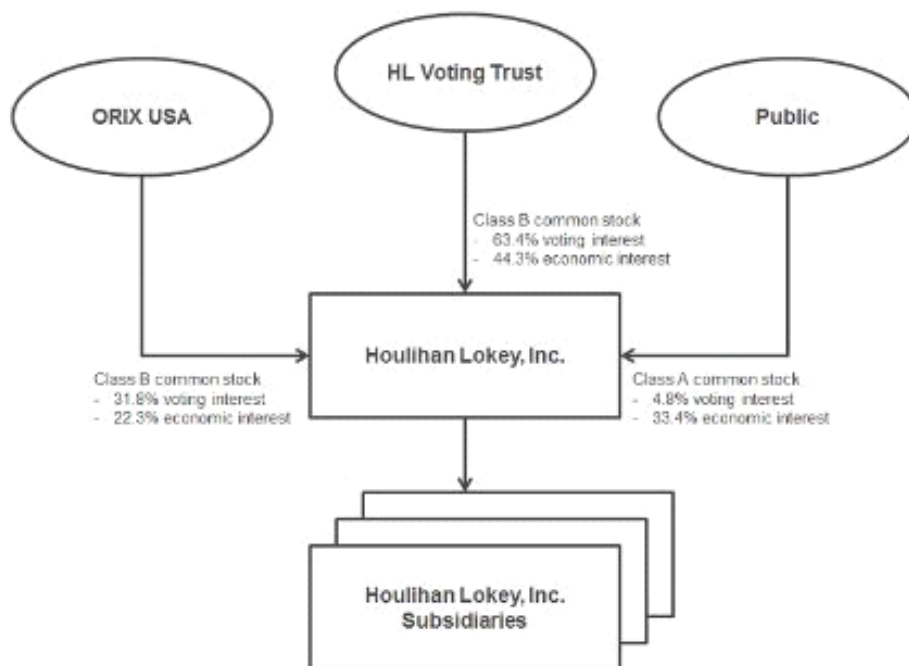 HL Voting Trust
ORIX USA
Public
Class B common stock
- 63.4% voting interest
- 44.3% economic interest
Houlihan Lokey, Inc.
Class B common stock
- 31.8% voting interest
- 22.3% economic interest
Class A common stock
- 4.8% voting interest
- 33.4% economic interest
Houlihan Lokey, Inc.
Subsidiaries